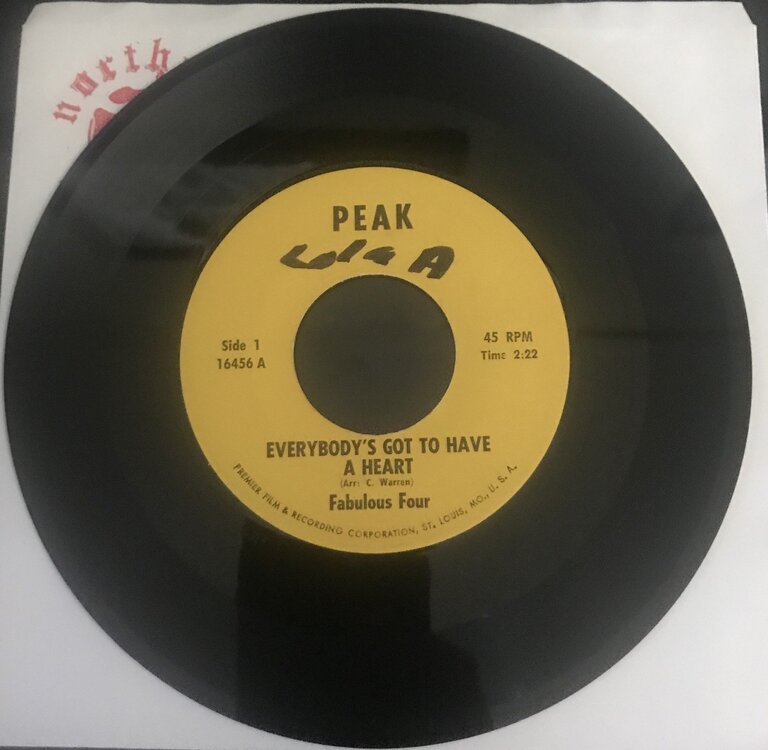 north
PEAK
Side 1
16456 A
45 RPM
Time 2:22
EVERYBODY'S GOT TO HAVE
A HEART
(Arr: C. Warren)
Fabulous Four
PREMIER FILM & RECORDING CORPORATION, ST. LOUIS, MO., U. S. A.